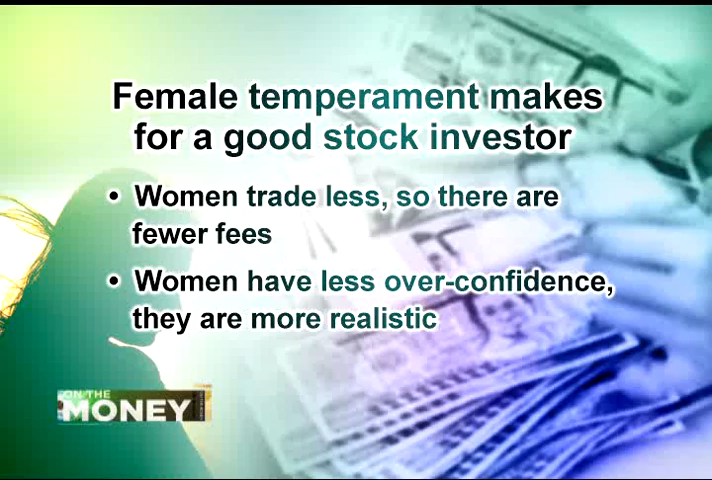 Female temperament makes
for a good stock investor
• Women trade less, so there are
fewer fees
• Women have less over-confidence,
they are more realistic
ON THE
MONEY